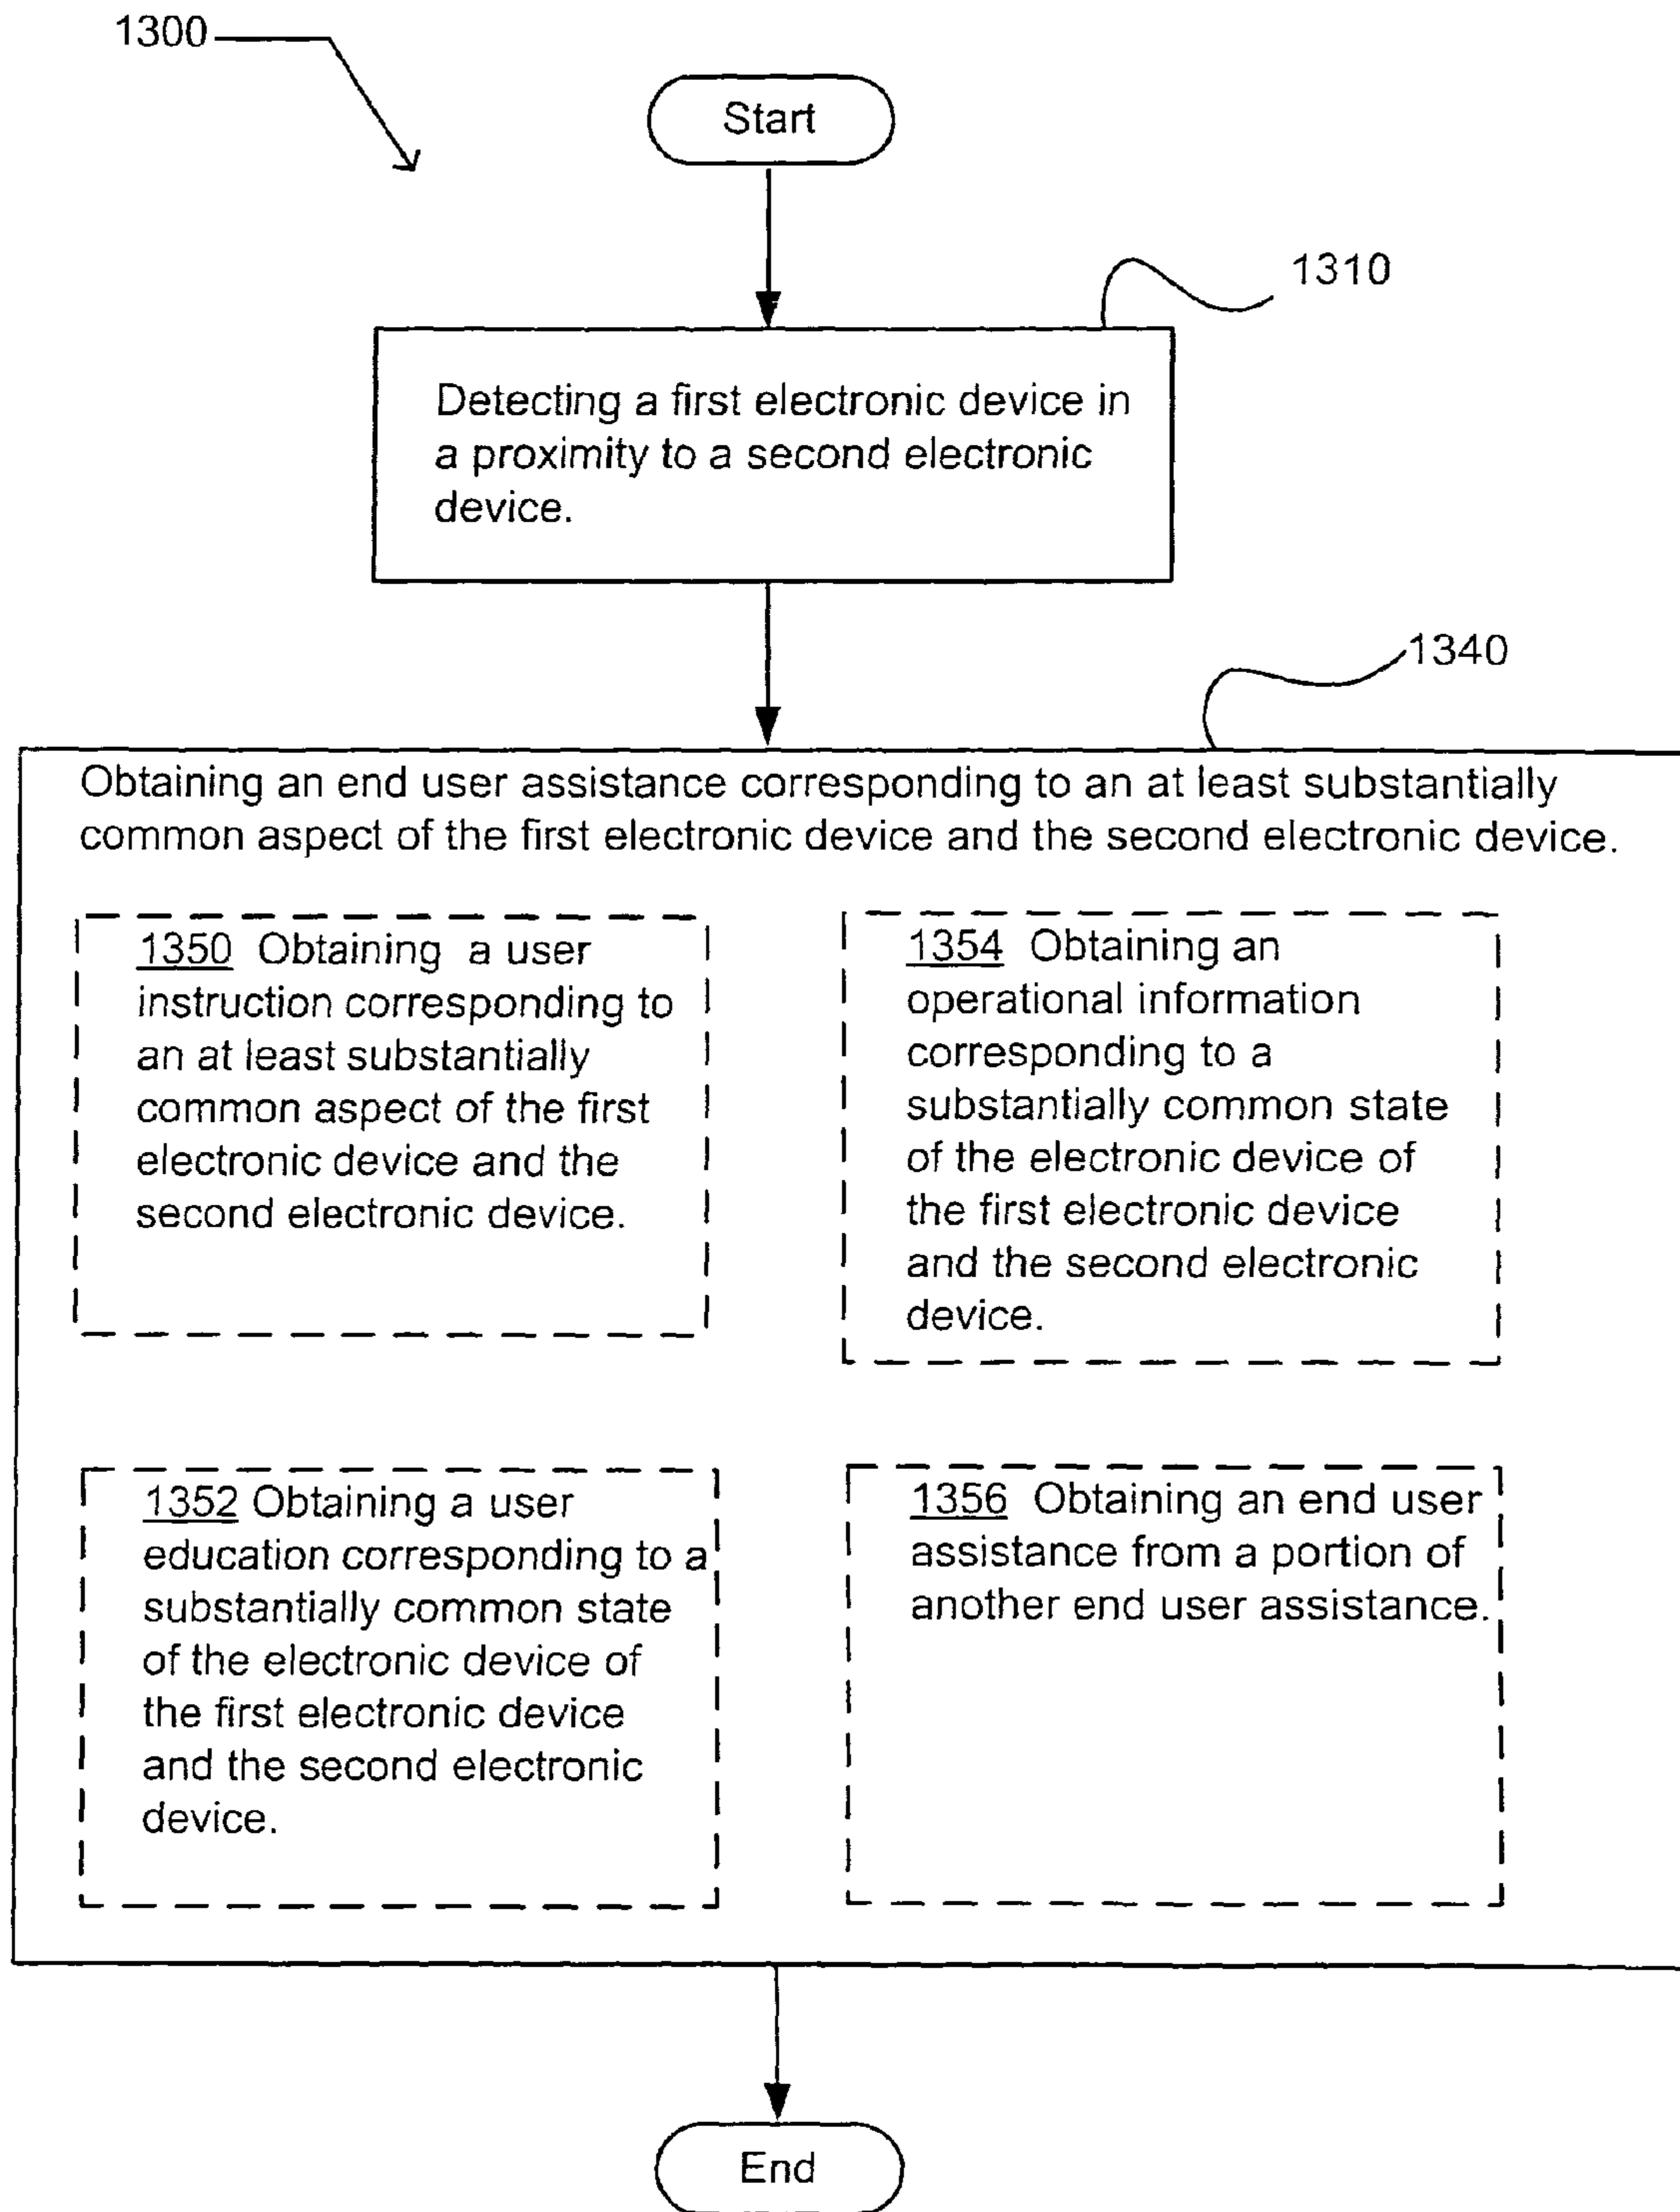 1300
Start
1310
Detecting a first electronic device in
a proximity to a second electronic
device.
1340
Obtaining an end user assistance corresponding to an at least substantially
common aspect of the first electronic device and the second electronic device.
1350 Obtaining a user
instruction corresponding to
an at least substantially
common aspect of the first
electronic device and the
second electronic device.
1354 Obtaining an
operational information
corresponding to a
substantially common state
of the electronic device of
the first electronic device
and the second electronic
device.
1352 Obtaining a user
education corresponding to a
substantially common state
of the electronic device of
the first electronic device
and the second electronic
device.
1356 Obtaining an end user
assistance from a portion of
another end user assistance.
End